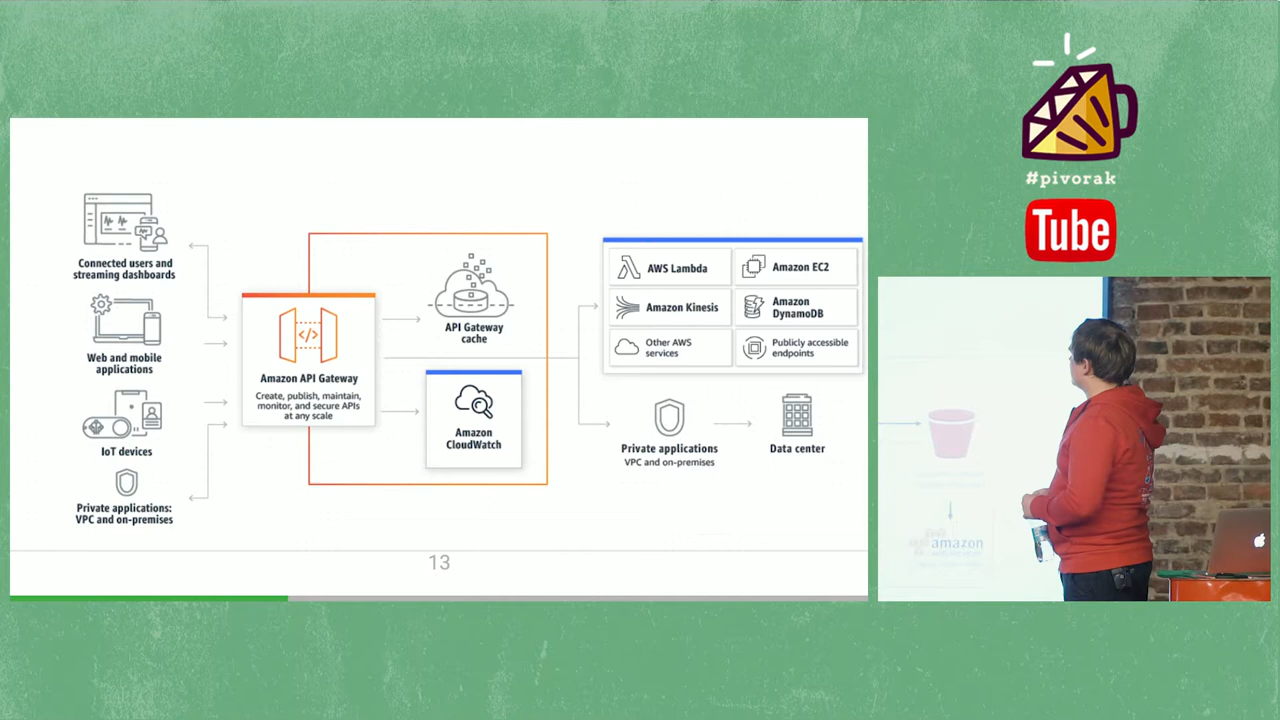 #pivorak
Tube
Connected users and
streaming dashboards
Web and mobile
applications
IoT devices
Private applications:
VPC and on-premises
</>
Amazon API Gateway
Create, publish, maintain,
monitor, and secure APIs
at any scale
API Gateway
cache
Amazon
CloudWatch
AWS Lambda
Amazon EC2
Amazon Kinesis
Amazon
DynamoDB
Other AWS
services
Publicly accessible
endpoints
Private applications
VPC and on-premises
Data center
13
amazon